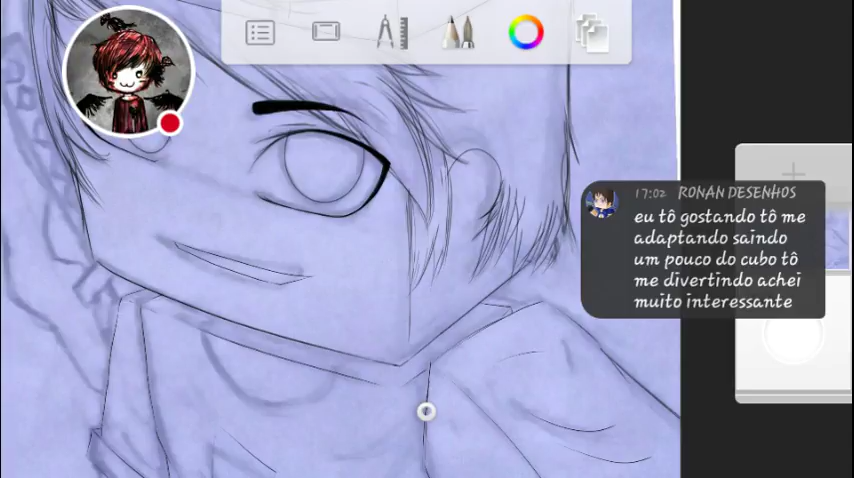 17:02 RONAN DESENHOS
eu tô gostando tô me
adaptando saindo
um pouco do cubo tô
me divertindo achei
muito interessante